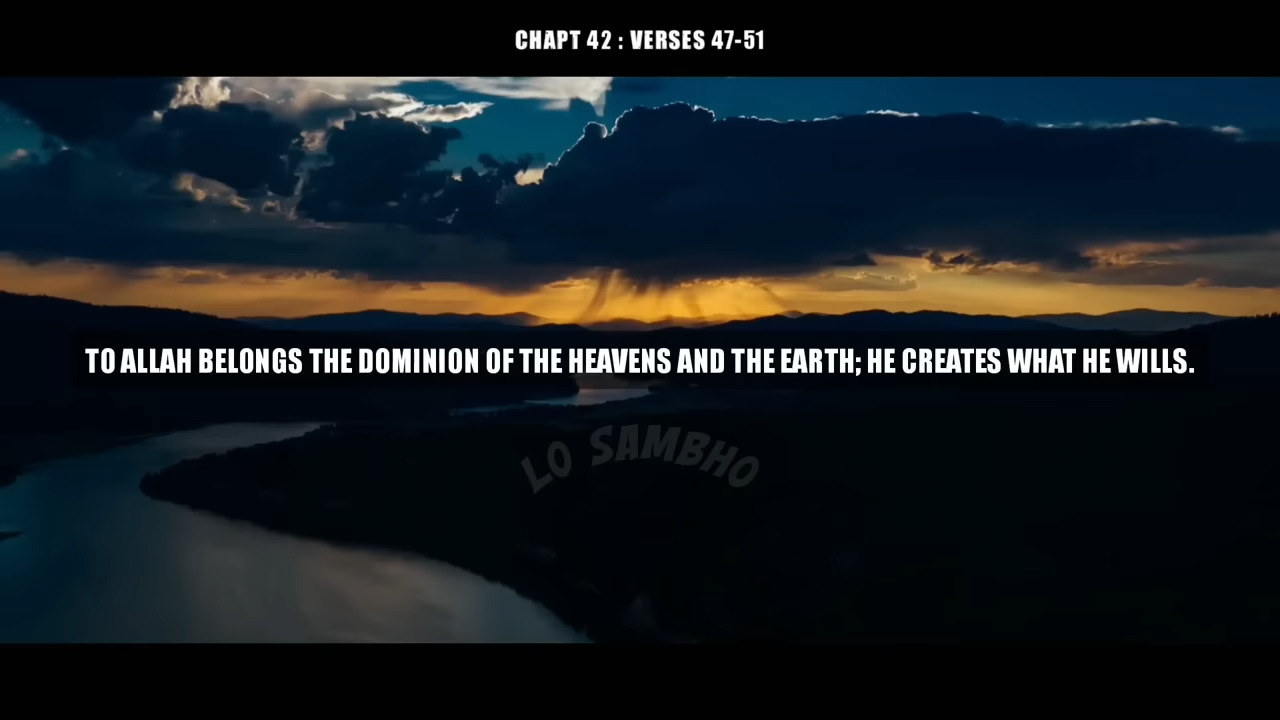 CHAPT 42 : VERSES 47-51
TO ALLAH BELONGS THE DOMINION OF THE HEAVENS AND THE EARTH; HE CREATES WHAT HE WILLS.
LO SAMBHO